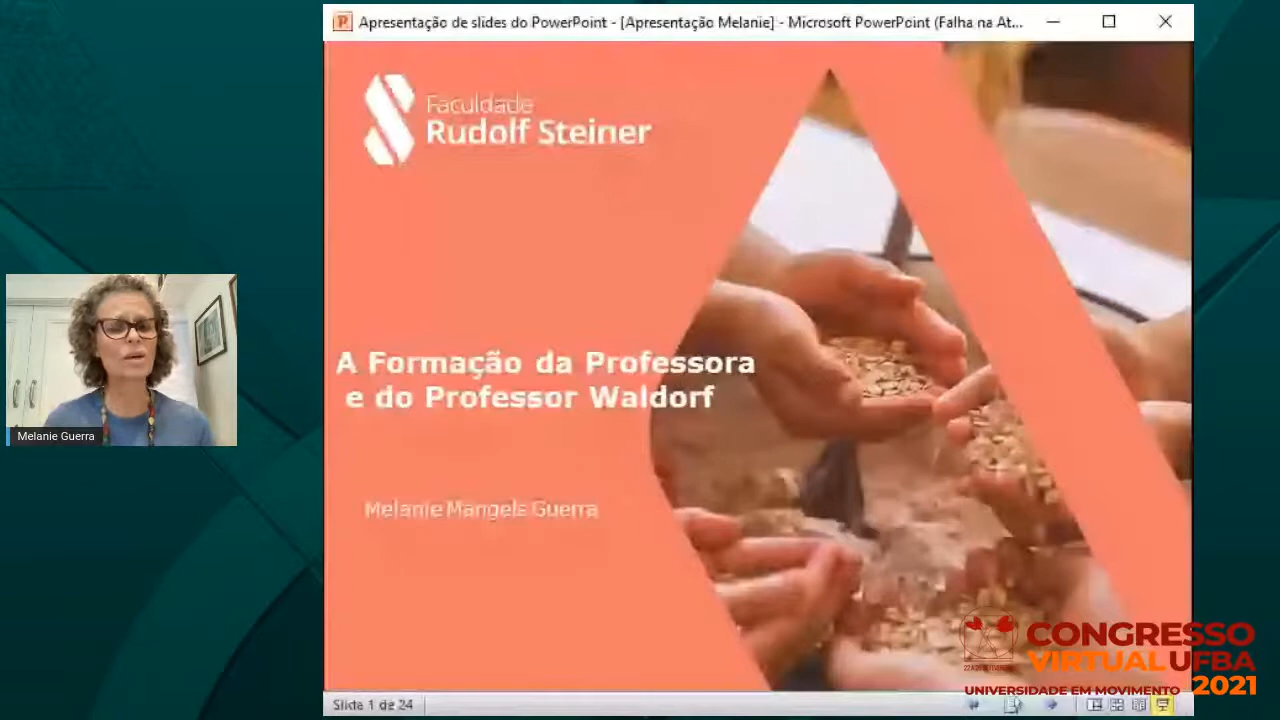 Apresentação de slides do PowerPoint - [Apresentação Melanie] - Microsoft PowerPoint (Falha na At...
Faculdade
Rudolf Steiner
A Formação da Professora
e do Professor Waldorf
Melanie Mangels Guerra
Melanie Guerra
CONGRESSO
VIRTUAL UFBA
UNIVERSIDADE EM MOVIMENTO 2021
Slide 1 de 24